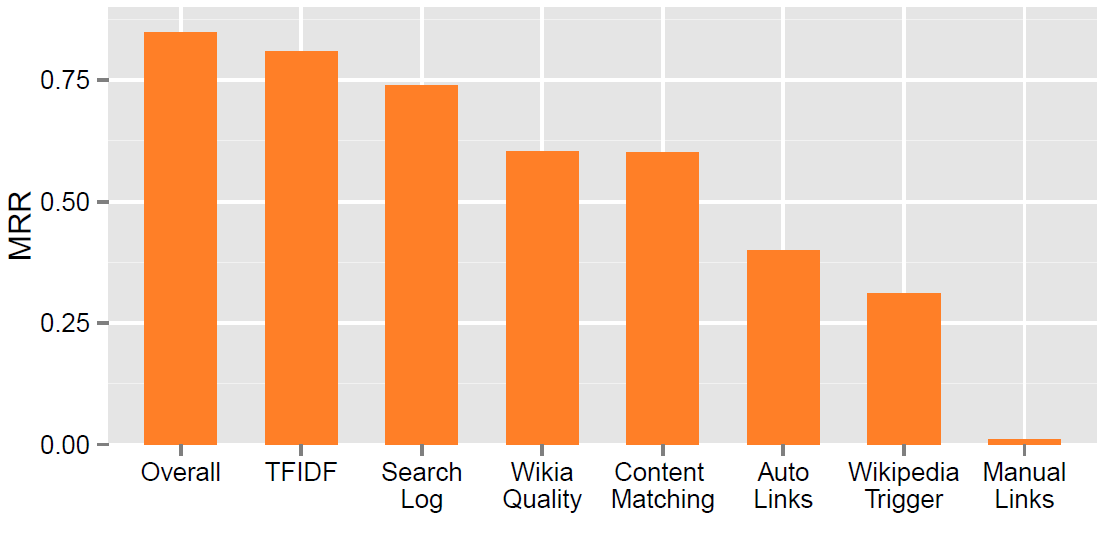 MRR
0.75
0.50
0.25
0.00
Overall
TFIDF
Search
Log
Wikia
Quality
Content
Matching
Auto
Links
Wikipedia
Trigger
Manual
Links